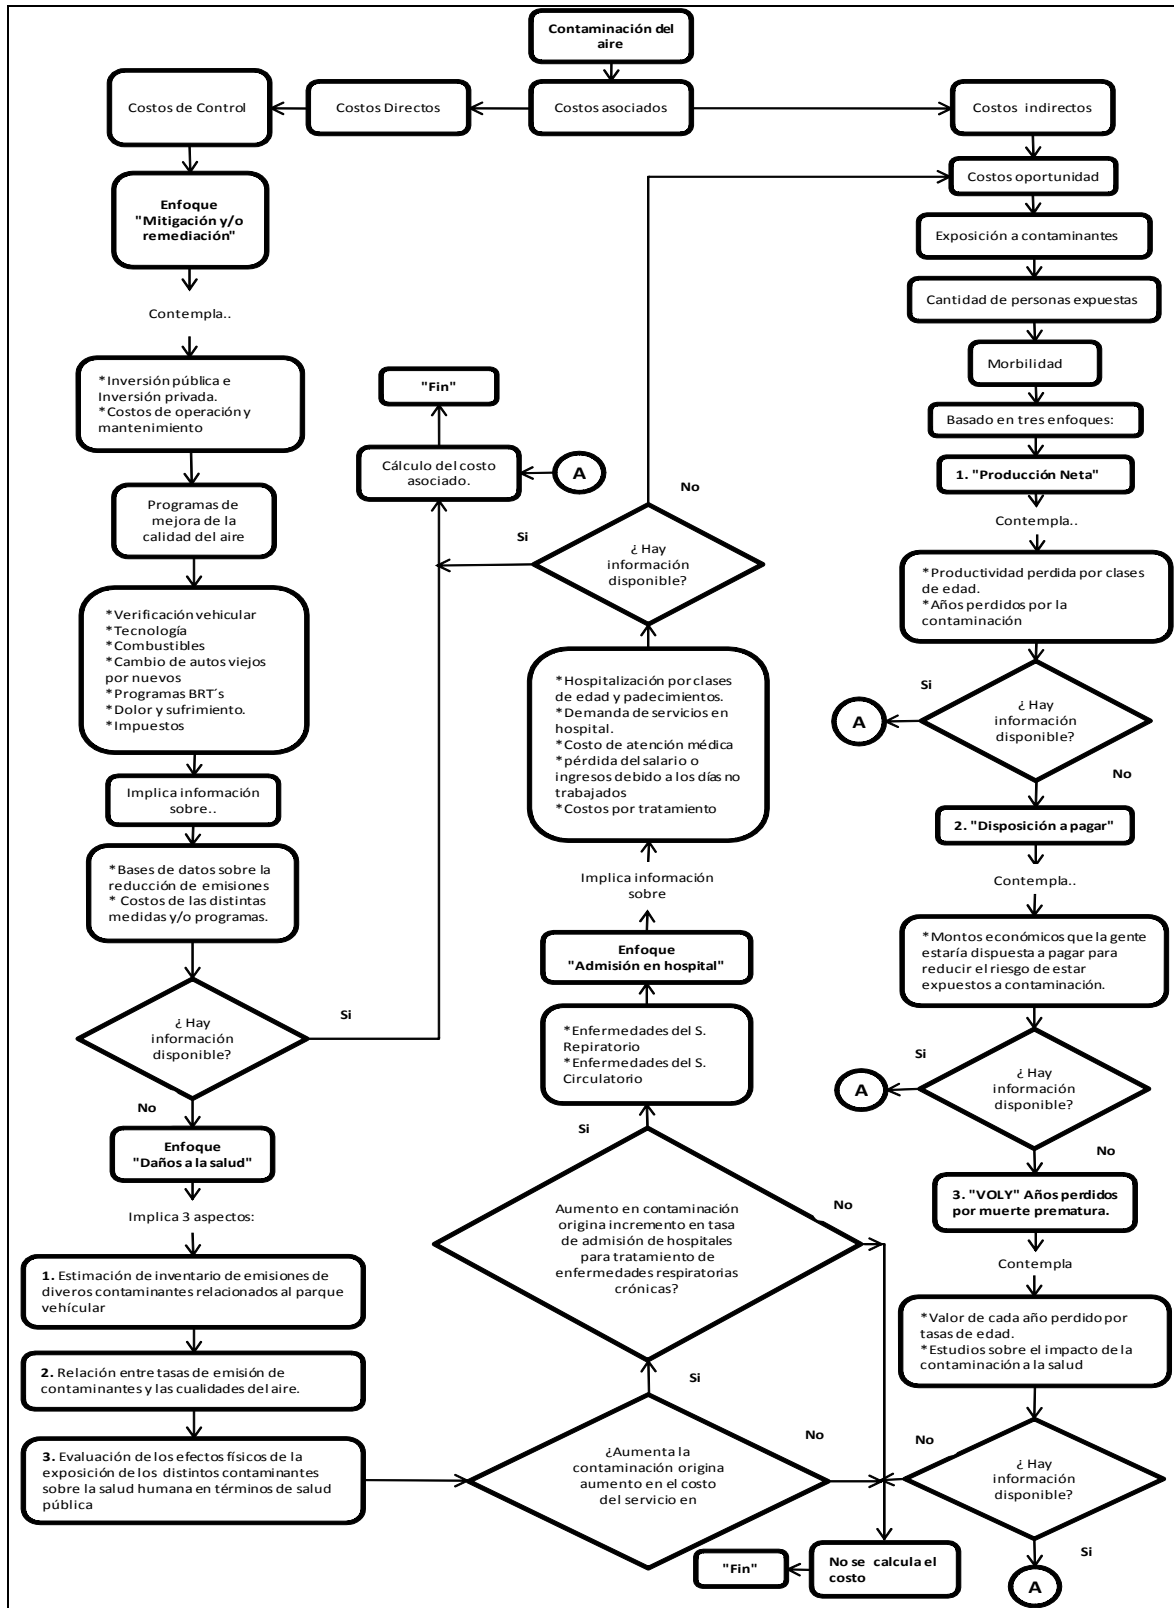 Contaminación del
aire
Costos de Control
Costos Directos
Costos asociados
Costos indirectos
Enfoque
"Mitigación y/o
remediación"
Contempla..
*Inversión pública e
Inversión privada.
*Costos de operación y
mantenimiento
Programas de
mejora de la
calidad del aire
*Verificación vehicular
*Tecnología
*Combustibles
*Cambio de autos viejos
por nuevos
*Programas BRT´s
*Dolor y sufrimiento.
*Impuestos
Implica información
sobre..
*Bases de datos sobre la
reducción de emisiones
* Costos de las distintas
medidas y/o programas.
¿ Hay
información
disponible?
Si
No
Enfoque
"Daños a la salud"
Implica 3 aspectos:
1. Estimación de inventario de emisiones de
diveros contaminantes relacionados al parque
vehícular
2. Relación entre tasas de emisión de
contaminantes y las cualidades del aire.
3. Evaluación de los efectos físicos de la
exposición de los distintos contaminantes
sobre la salud humana en términos de salud
pública
"Fin"
Cálculo del costo
asociado.
A
No
Si
¿ Hay
información
disponible?
*Hospitalización por clases
de edad y padecimientos.
*Demanda de servicios en
hospital.
*Costo de atención médica
*pérdida del salario o
ingresos debido a los días no
trabajados
*Costos por tratamiento
Implica información
sobre
Enfoque
"Admisión en hospital"
*Enfermedades del S.
Repiratorio
*Enfermedades del S.
Circulatorio
Si
Aumento en contaminación
origina incremento en tasa
de admisión de hospitales
para tratamiento de
enfermedades respiratorias
crónicas?
No
Si
¿Aumenta la
contaminación origina
aumento en el costo
del servicio en
No
No se calcula el
costo
"Fin"
Costos oportunidad
Exposición a contaminantes
Cantidad de personas expuestas
Morbilidad
Basado en tres enfoques:
1. "Producción Neta"
Contempla..
*Productividad perdida por clases
de edad.
*Años perdidos por la
contaminación
Si
¿ Hay
información
disponible?
A
No
2. "Disposición a pagar"
Contempla..
*Montos económicos que la gente
estaría dispuesta a pagar para
reducir el riesgo de estar
expuestos a contaminación.
Si
¿ Hay
información
disponible?
A
No
3. "VOLY" Años perdidos
por muerte prematura.
Contempla
*Valor de cada año perdido por
tasas de edad.
*Estudios sobre el impacto de la
contaminación a la salud
No
¿ Hay
información
disponible?
Si
A